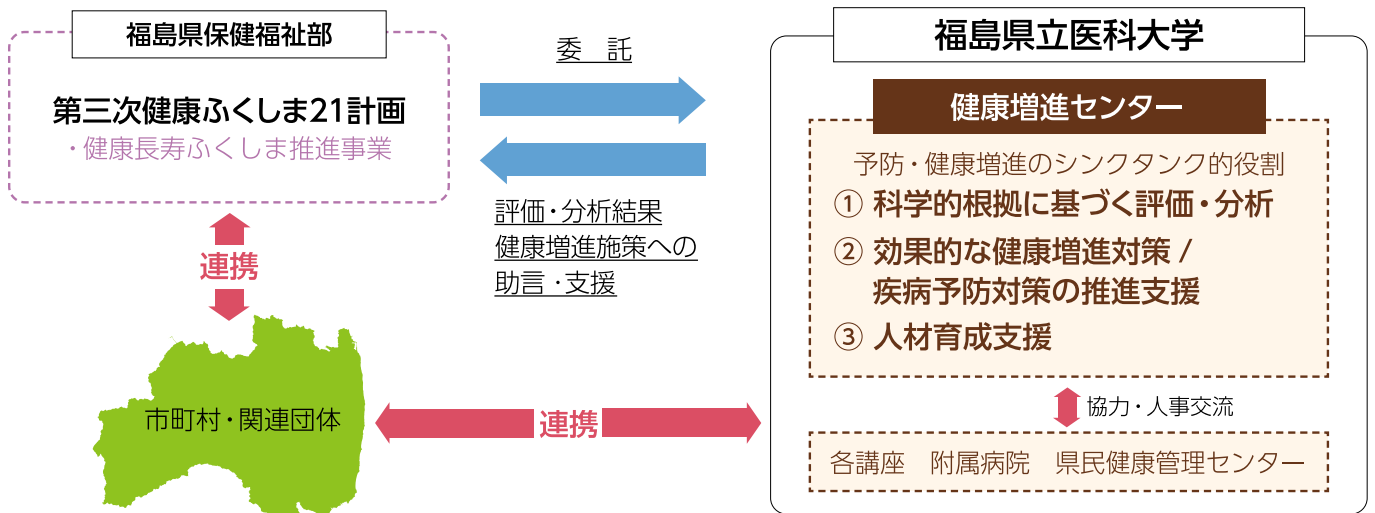 福島県保健福祉部
第三次健康ふくしま21計画
・健康長寿ふくしま推進事業
委　託
評価・分析結果
健康増進施策への
助言・支援
連携
市町村・関連団体
連携
福島県立医科大学
健康増進センター
予防・健康増進のシンクタンク的役割
① 科学的根拠に基づく評価・分析
② 効果的な健康増進対策 /
疾病予防対策の推進支援
③ 人材育成支援
協力・人事交流
各講座　附属病院　県民健康管理センター